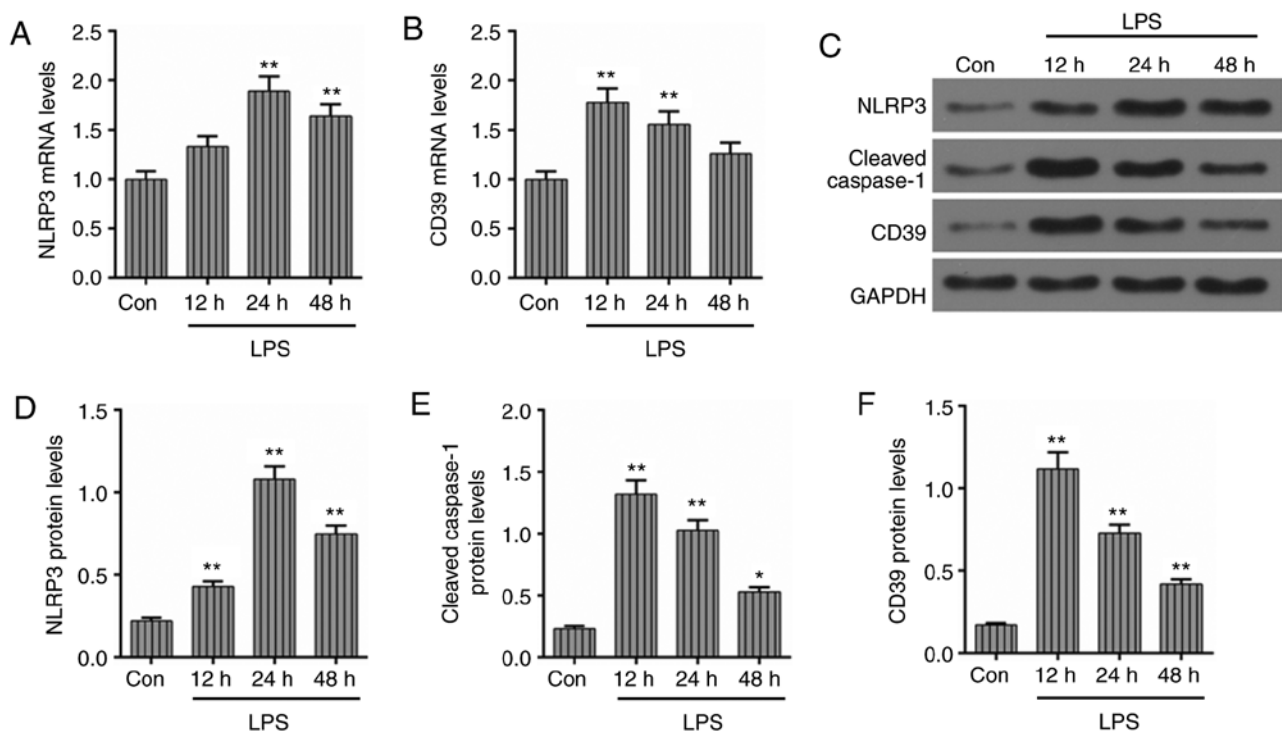 A
NLRP3 mRNA levels
2.5
2.0
1.5
1.0
0.5
0.0
**
**
Con
12 h
24 h
48 h
LPS
B
CD39 mRNA levels
2.5
2.0
1.5
1.0
0.5
0.0
**
**
Con
12 h
24 h
48 h
LPS
C
LPS
Con
12 h
24 h
48 h
NLRP3
Cleaved
caspase-1
CD39
GAPDH
D
NLRP3 protein levels
1.5
1.0
0.5
0.0
**
**
**
Con
12 h
24 h
48 h
LPS
E
Cleaved caspase-1
protein levels
2.0
1.5
1.0
0.5
0.0
**
**
*
Con
12 h
24 h
48 h
LPS
F
CD39 protein levels
1.5
1.0
0.5
0.0
**
**
**
Con
12 h
24 h
48 h
LPS